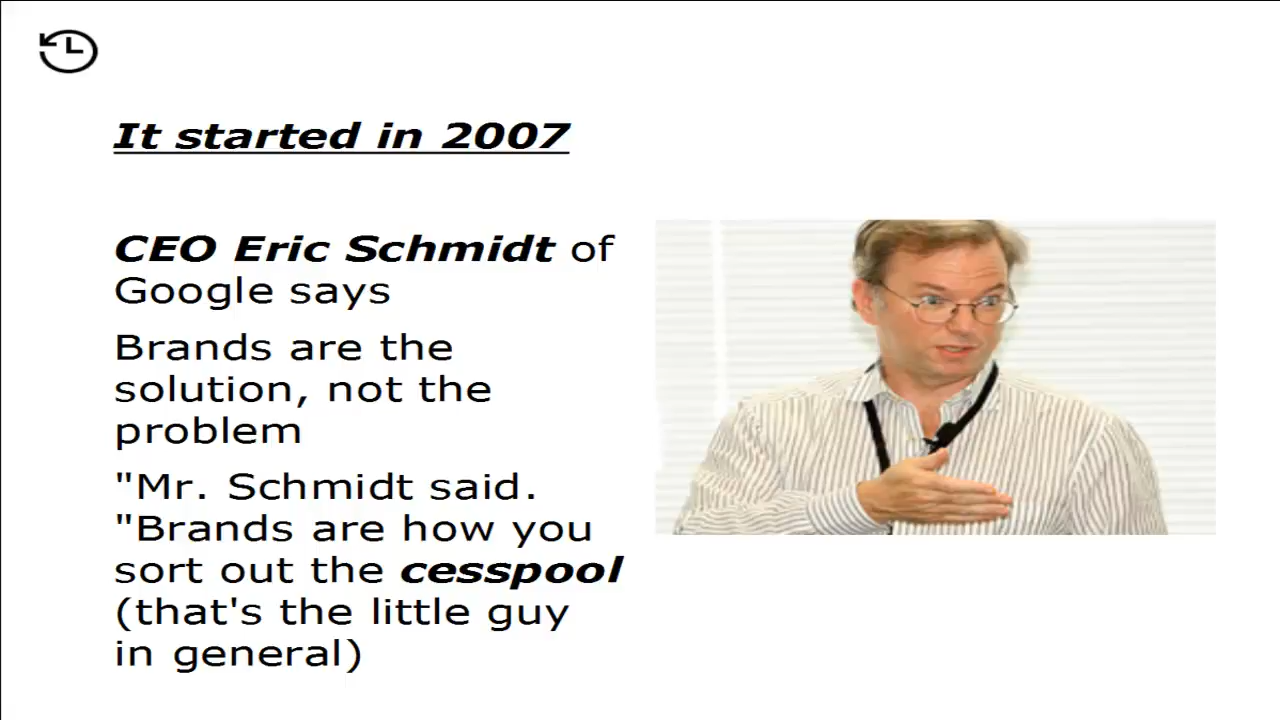 It started in 2007
CEO Eric Schmidt of
Google says
Brands are the
solution, not the
problem
"Mr. Schmidt said.
"Brands are how you
sort out the cesspool
(that's the little guy
in general)